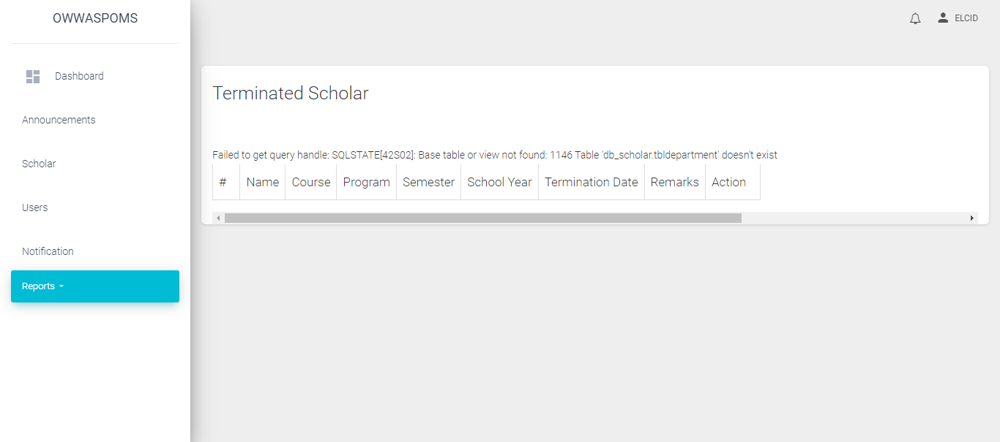 OWWASPOMS
ELCID
Dashboard
Announcements
Scholar
Users
Notification
Reports
Terminated Scholar
Failed to get query handle: SQLSTATE[42S02]: Base table or view not found: 1146 Table 'db_scholar.tbldepartment' doesn't exist
# Name Course Program Semester School Year Termination Date Remarks Action